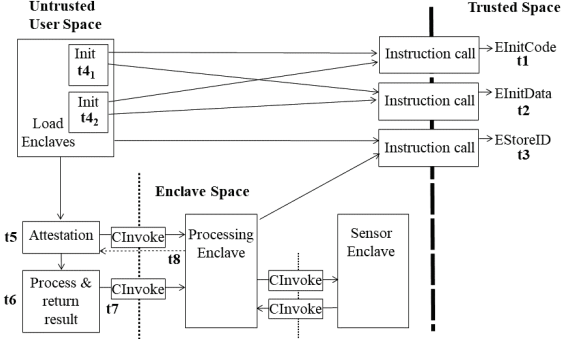 Untrusted
User Space
Trusted Space
Init
t4₁
Init
t4₂
Load
Enclaves
Instruction call
EInitCode
t1
Instruction call
EInitData
t2
Instruction call
EStoreID
t3
Enclave Space
t5
Attestation
CInvoke
t8
Processing
Enclave
Sensor
Enclave
t6
Process &
return
result
CInvoke
t7
CInvoke
CInvoke